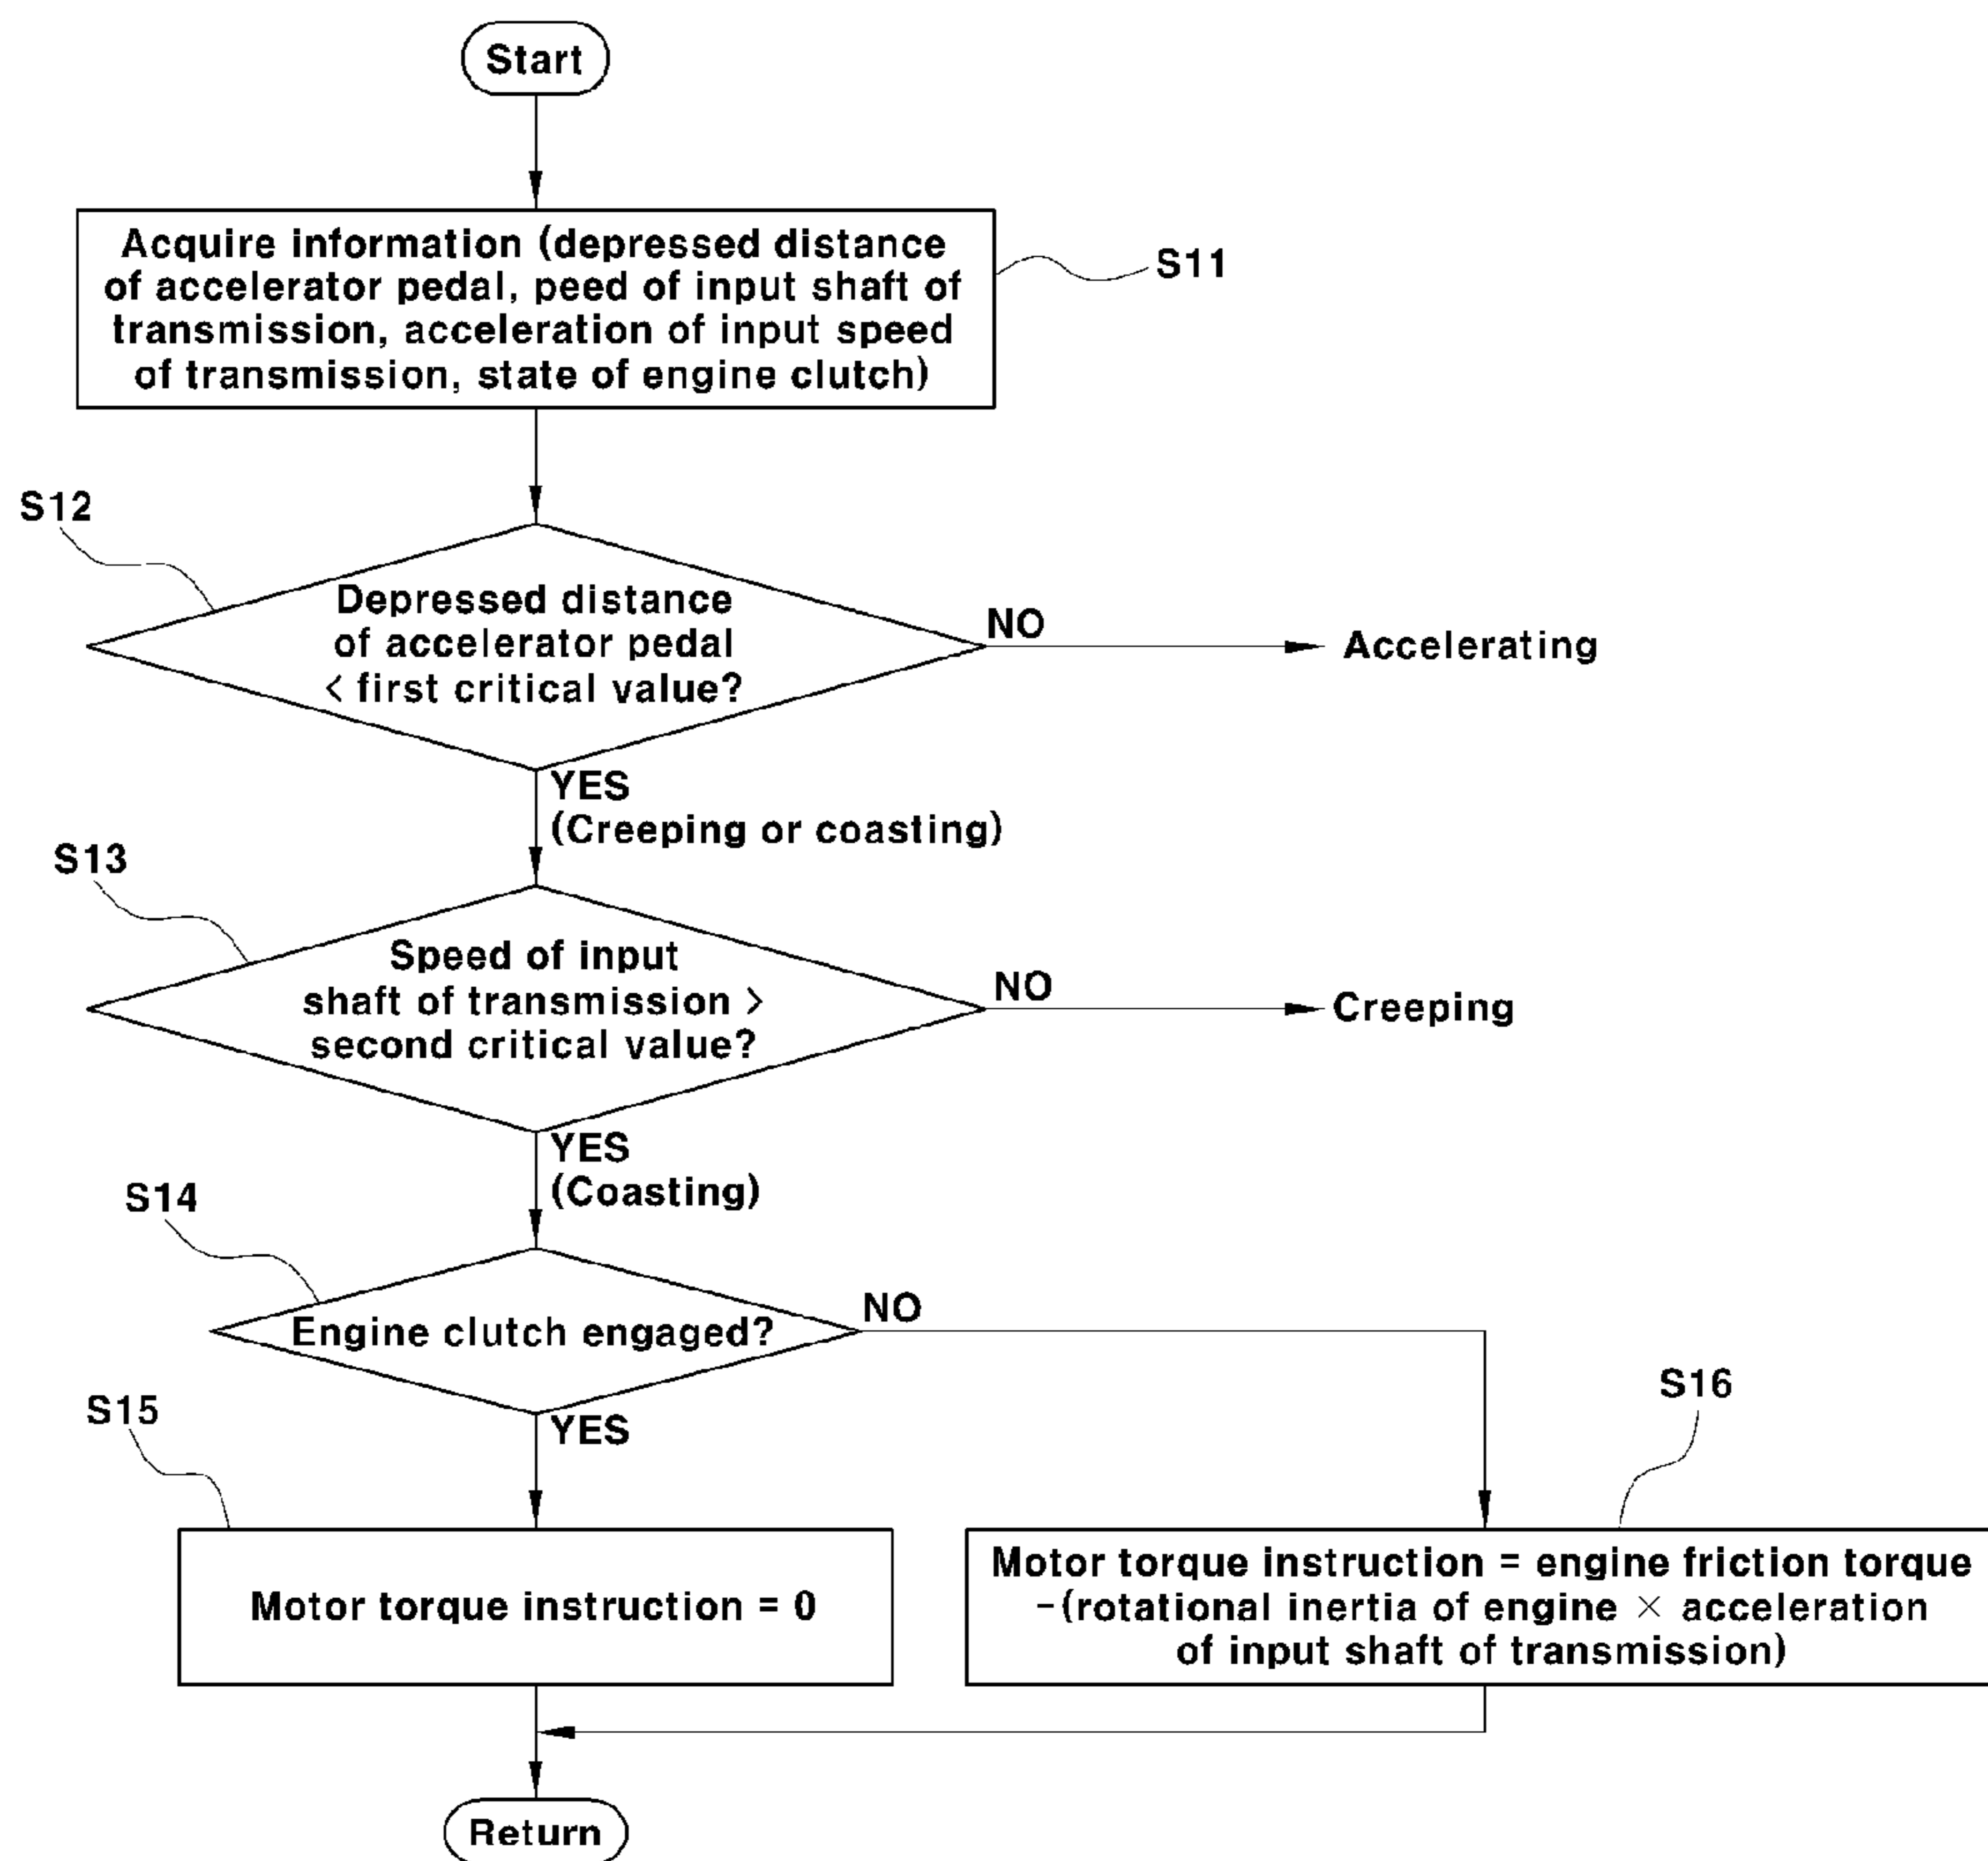 Start
Acquire information (depressed distance
of accelerator pedal, peed of input shaft of
transmission, acceleration of input speed
of transmission, state of engine clutch)
S11
S12
Depressed distance
of accelerator pedal
< first critical value?
NO
Accelerating
YES
(Creeping or coasting)
S13
Speed of input
shaft of transmission >
second critical value?
NO
Creeping
YES
(Coasting)
S14
Engine clutch engaged?
NO
YES
S15
Motor torque instruction = 0
S16
Motor torque instruction = engine friction torque
-(rotational inertia of engine × acceleration
of input shaft of transmission)
Return